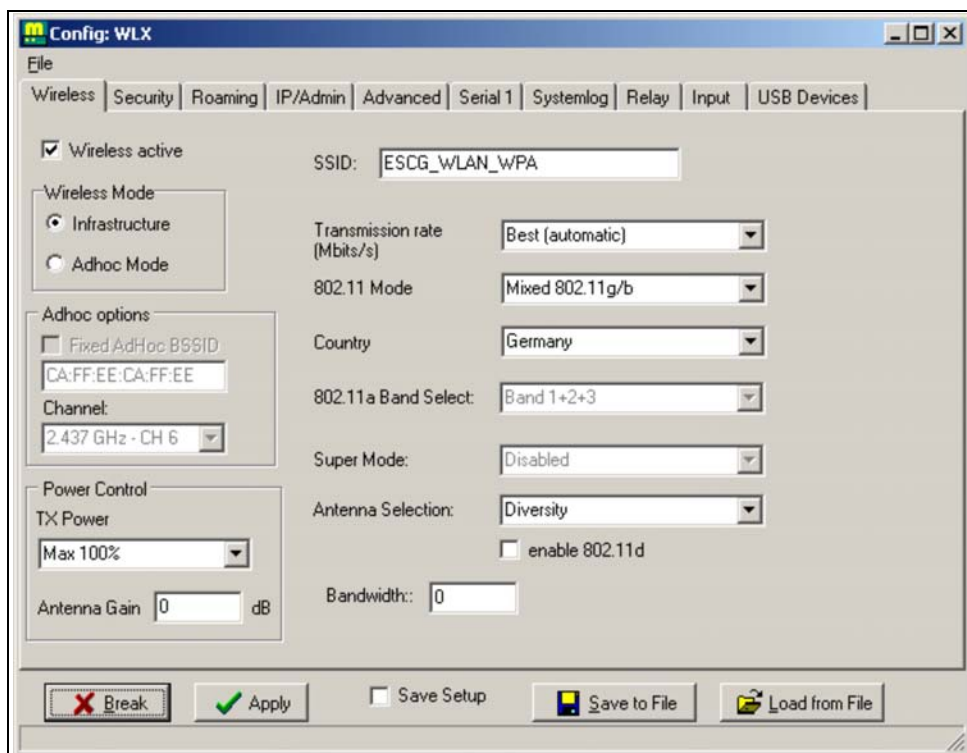 Config: WLX
File
Wireless Security Roaming IP/Admin Advanced Serial 1 Systemlog Relay Input USB Devices
Wireless active
SSID: ESCG_WLAN_WPA
Wireless Mode
Infrastructure
Adhoc Mode
Transmission rate
(Mbits/s)
Best (automatic)
802.11 Mode Mixed 802.11g/b
Adhoc options
Fixed AdHoc BSSID
CA:FF:EE:CA:FF:EE
Channel:
2.437 GHz - CH 6
Country Germany
802.11a Band Select: Band 1+2+3
Super Mode: Disabled
Power Control
TX Power
Max 100%
Antenna Gain 0 dB
Antenna Selection: Diversity
enable 802.11d
Bandwidth:: 0
Break Apply Save Setup Save to File Load from File